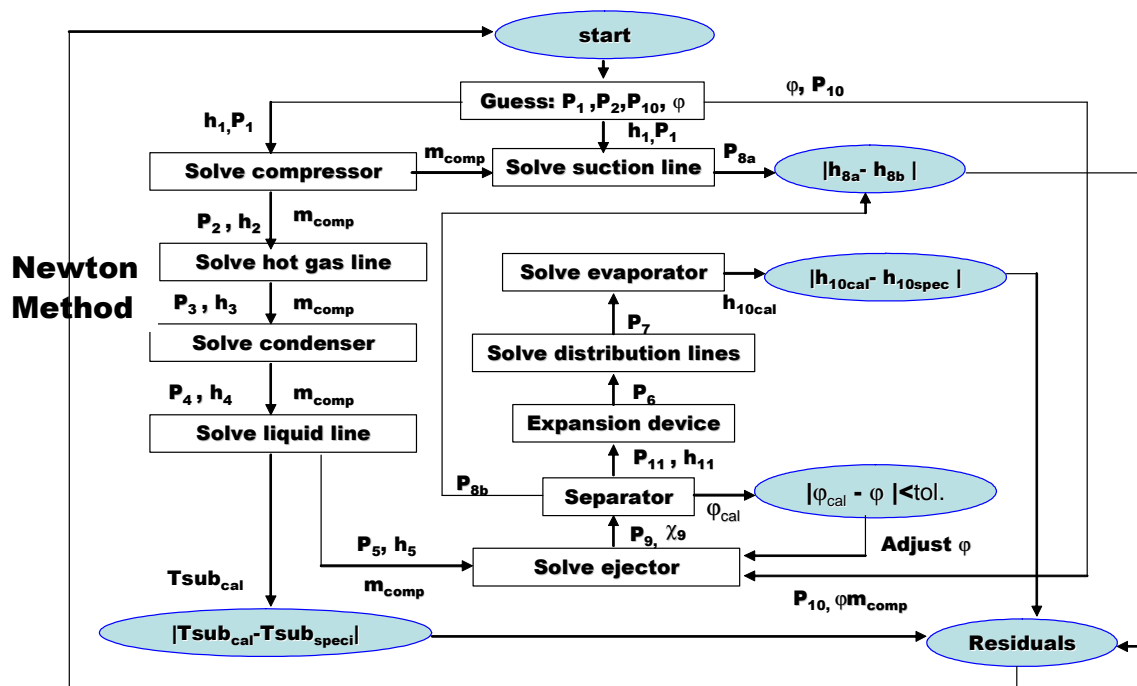 start
Guess: P1 ,P2,P10, φ
φ, P10
h1,P1
h1,P1
Solve compressor
mcomp
Solve suction line
P8a
|h8a- h8b |
P2 , h2
mcomp
Newton
Method
Solve hot gas line
Solve evaporator
|h10cal- h10spec |
h10cal
P3 , h3
mcomp
P7
Solve condenser
Solve distribution lines
P4 , h4
mcomp
P6
Solve liquid line
Expansion device
P11 , h11
P8b
Separator
φcal
|φcal - φ |<tol.
P9, χ9
Adjust φ
P5, h5
Solve ejector
mcomp
Tsubcal
P10, φmcomp
|Tsubcal-Tsubspeci|
Residuals